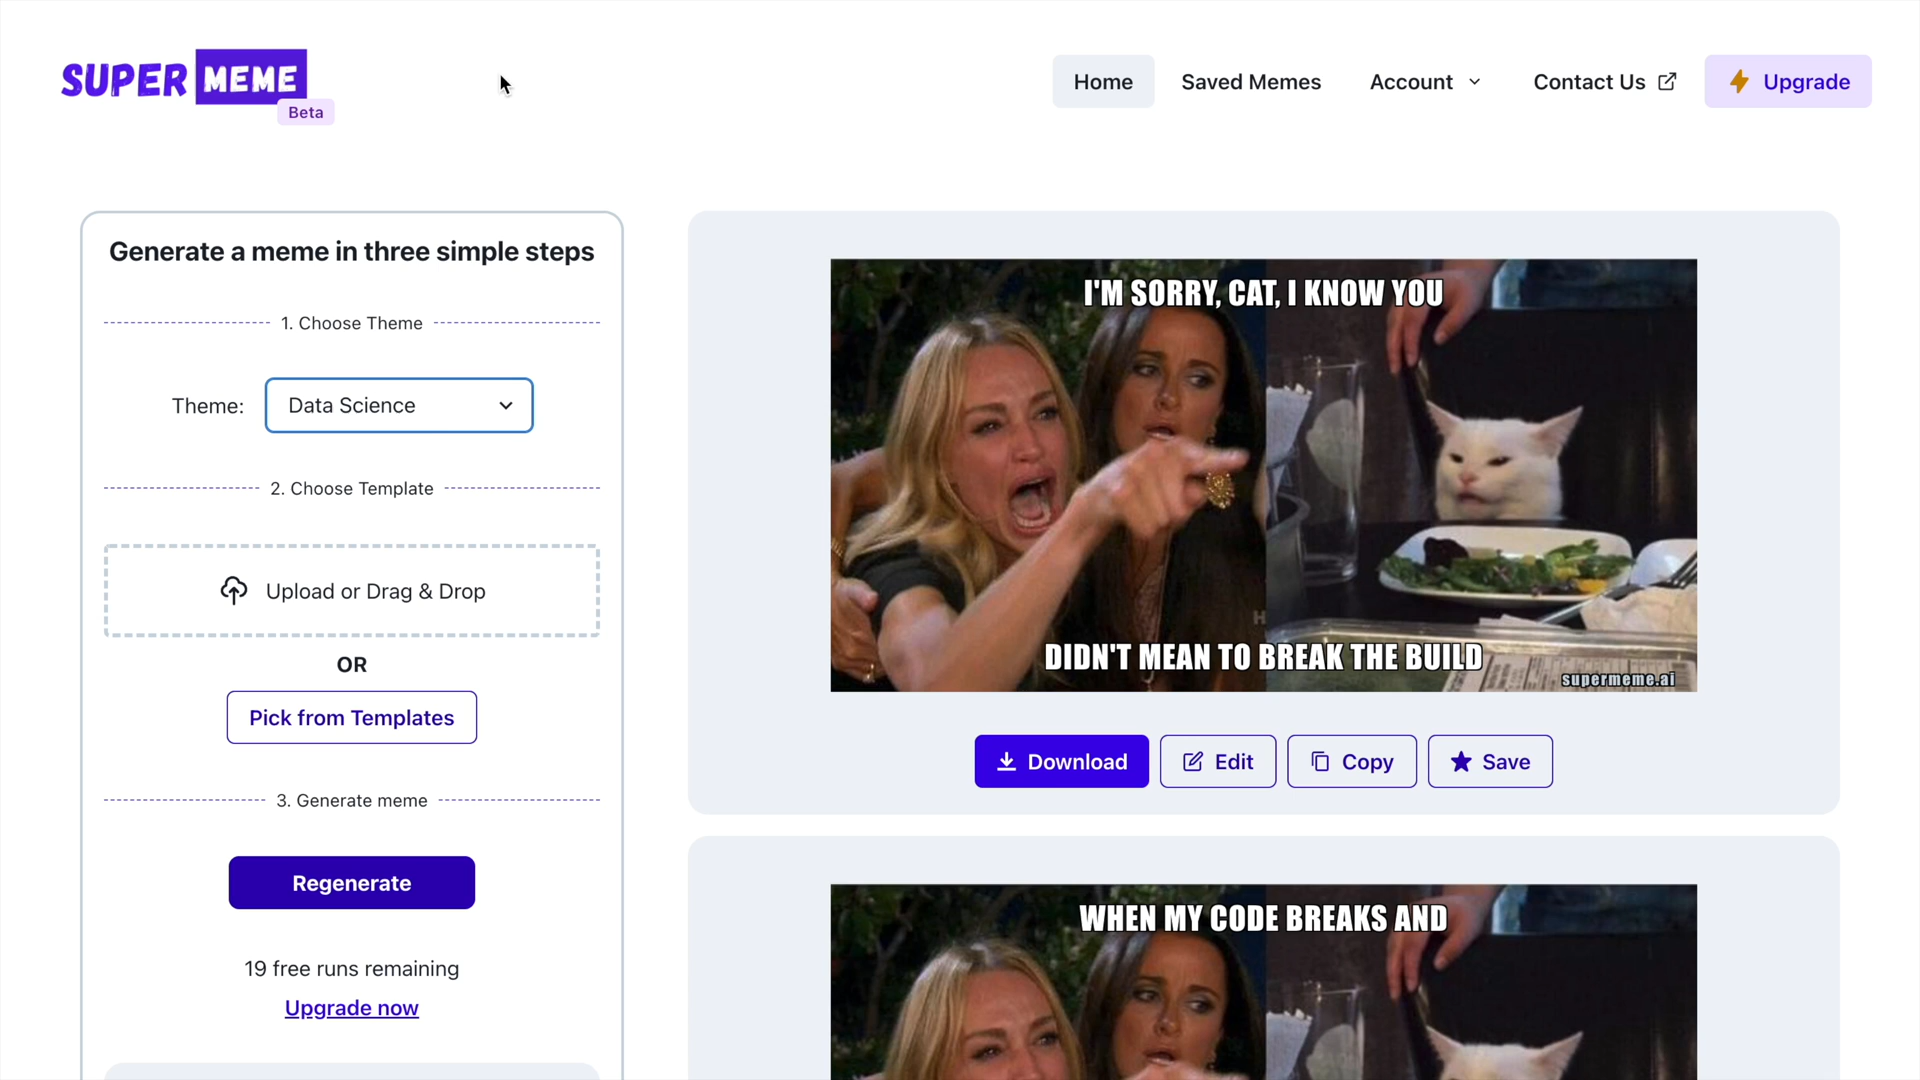 SUPER MEME
Beta
Home
Saved Memes
Account
Contact Us
Upgrade
Generate a meme in three simple steps
1. Choose Theme
Theme:
Data Science
2. Choose Template
Upload or Drag & Drop
OR
Pick from Templates
3. Generate meme
Regenerate
19 free runs remaining
Upgrade now
I'M SORRY, CAT, I KNOW YOU
DIDN'T MEAN TO BREAK THE BUILD
supermeme.ai
Download
Edit
Copy
Save
WHEN MY CODE BREAKS AND